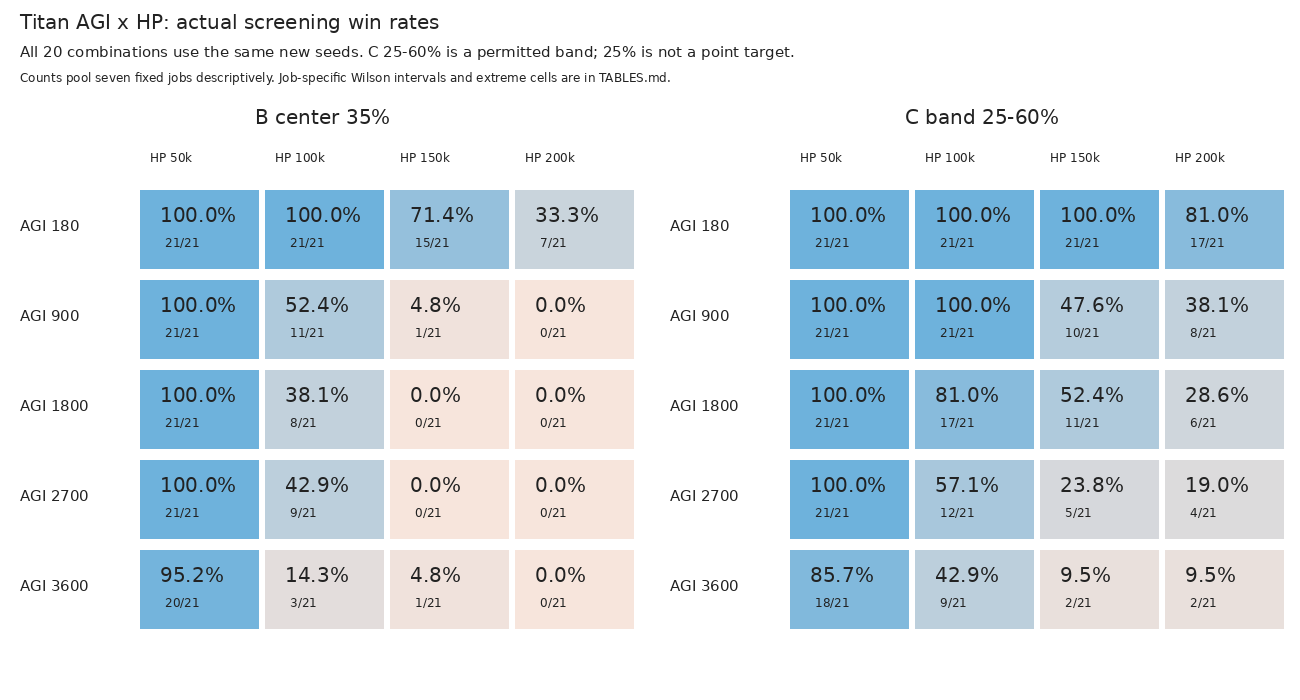 Titan AGI x HP: actual screening win rates
All 20 combinations use the same new seeds. C 25-60% is a permitted band; 25% is not a point target.
Counts pool seven fixed jobs descriptively. Job-specific Wilson intervals and extreme cells are in TABLES.md.
B center 35%
HP 50k HP 100k HP 150k HP 200k
AGI 180 100.0% 100.0% 71.4% 33.3%
21/21 21/21 15/21 7/21
AGI 900 100.0% 52.4% 4.8% 0.0%
21/21 11/21 1/21 0/21
AGI 1800 100.0% 38.1% 0.0% 0.0%
21/21 8/21 0/21 0/21
AGI 2700 100.0% 42.9% 0.0% 0.0%
21/21 9/21 0/21 0/21
AGI 3600 95.2% 14.3% 4.8% 0.0%
20/21 3/21 1/21 0/21
C band 25-60%
HP 50k HP 100k HP 150k HP 200k
AGI 180 100.0% 100.0% 100.0% 81.0%
21/21 21/21 21/21 17/21
AGI 900 100.0% 100.0% 47.6% 38.1%
21/21 21/21 10/21 8/21
AGI 1800 100.0% 81.0% 52.4% 28.6%
21/21 17/21 11/21 6/21
AGI 2700 100.0% 57.1% 23.8% 19.0%
21/21 12/21 5/21 4/21
AGI 3600 85.7% 42.9% 9.5% 9.5%
18/21 9/21 2/21 2/21